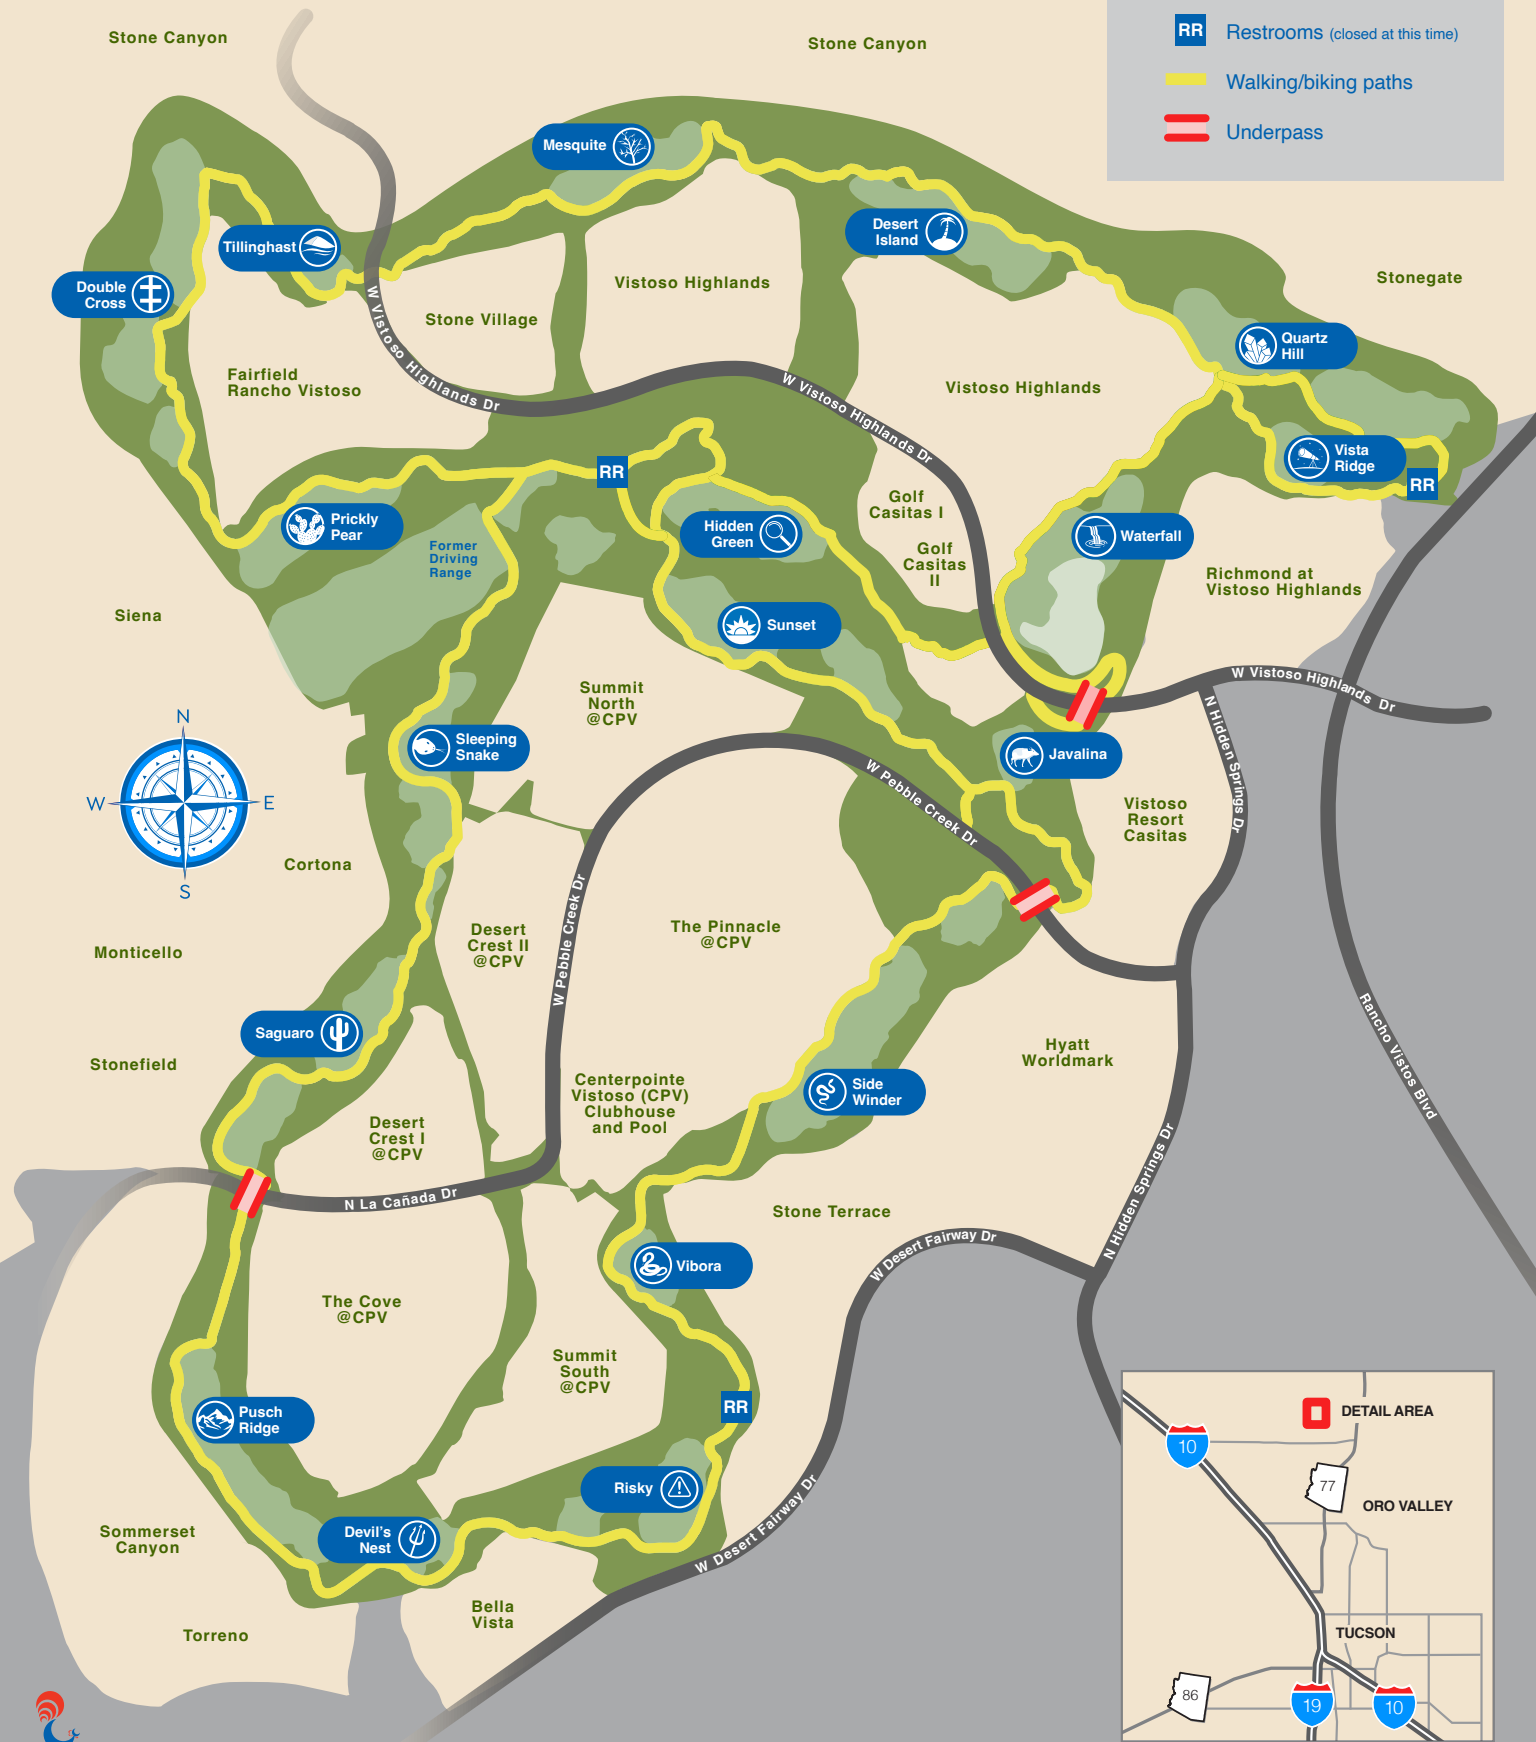 Stone Canyon
Stone Canyon
RR Restrooms (closed at this time)
Walking/biking paths
Underpass
Mesquite
Desert
Island
Tillinghast
Double
Cross
Stonegate
Vistoso Highlands
Stone Village
W Vistoso Highlands Dr
Quartz
Hill
Fairfield
Rancho Vistoso
Vistoso Highlands
W Vistoso Highlands Dr
Vista
Ridge
RR
RR
Golf
Casitas I
Prickly
Pear
Hidden
Green
Waterfall
Former
Driving
Range
Golf
Casitas
II
Richmond at
Vistoso Highlands
Siena
Sunset
Summit
North
@CPV
W Vistoso Highlands Dr
N Hidden Springs Dr
N
W
E
S
Sleeping
Snake
Javalina
W Pebble Creek Dr
Vistoso
Resort
Casitas
Cortona
W Pebble Creek Dr
Desert
Crest II
@CPV
The Pinnacle
@CPV
Monticello
Rancho Vistos Blvd
Saguaro
Stonefield
Hyatt
Worldmark
Centerpointe
Vistoso (CPV)
Clubhouse
and Pool
Side
Winder
Desert
Crest I
@CPV
N Hidden Springs Dr
N La Cañada Dr
Stone Terrace
W Desert Fairway Dr
Vibora
The Cove
@CPV
Summit
South
@CPV
RR
Pusch
Ridge
Risky
Devil's
Nest
W Desert Fairway Dr
Sommerset
Canyon
Bella
Vista
Torreno
DETAIL AREA
10
77
ORO VALLEY
TUCSON
86
19
10